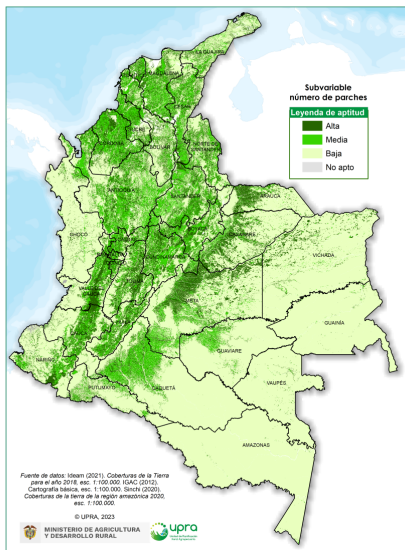 LA GUAJIRA
MAGDALENA
CESAR
SUCRE
CÓRDOBA
BOLÍVAR
NORTE DE
SANTANDER
ANTIOQUIA
SANTANDER
ARAUCA
CHOCÓ
CASANARE
VICHADA
CUNDINAMARCA
META
GUAINÍA
NARIÑO
GUAVIARE
PUTUMAYO
CAQUETÁ
VAUPÉS
AMAZONAS
Subvariable
número de parches
Leyenda de aptitud
Alta
Media
Baja
No apto
Fuente de datos: Ideam (2021). Coberturas de la Tierra
para el año 2018, esc. 1:100.000. IGAC (2012).
Cartografía básica, esc. 1:100.000. Sinchi (2020).
Coberturas de la tierra de la región amazónica 2020,
esc. 1:100.000.
© UPRA, 2023
MINISTERIO DE AGRICULTURA
Y DESARROLLO RURAL
upra